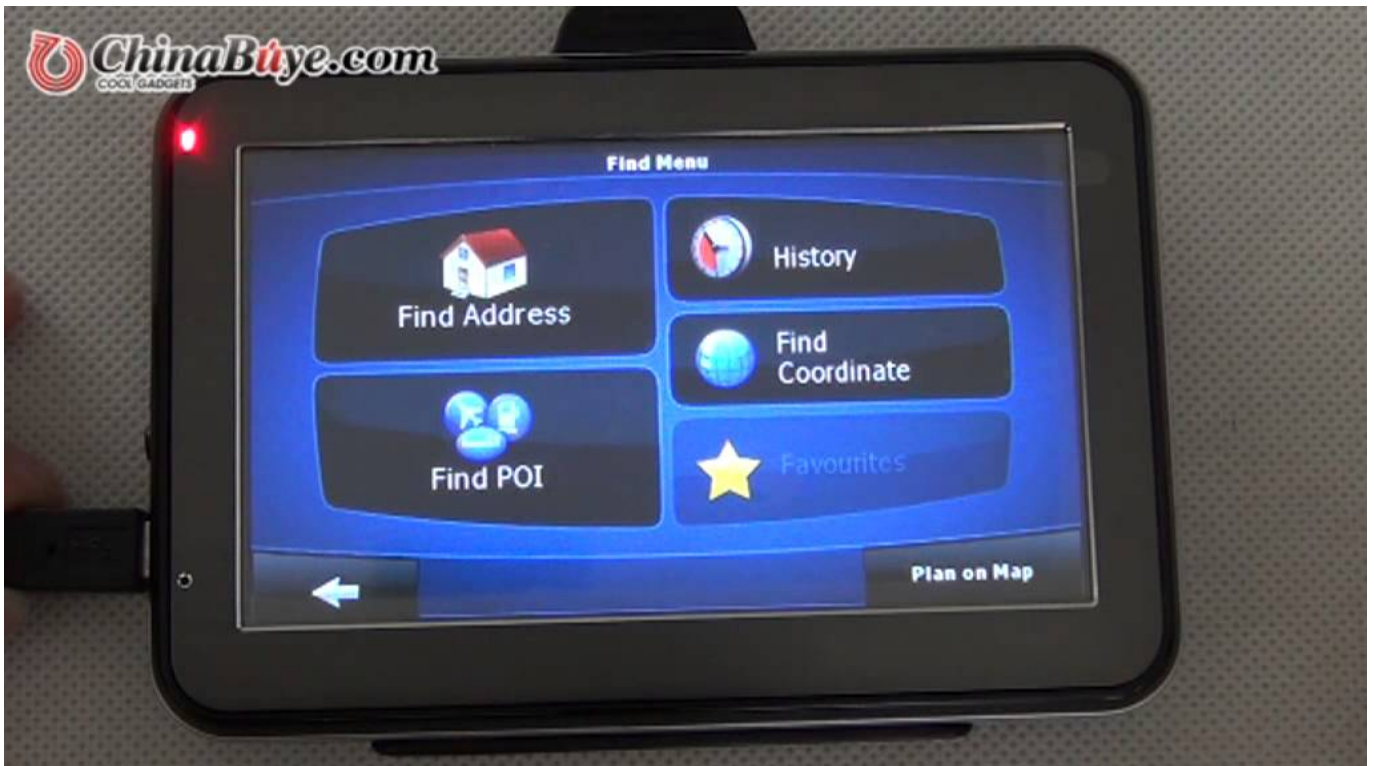 ChinaBuye.com
COOL GADGETS
Find Menu
Find Address
History
Find
Coordinate
Find POI
Favourites
Plan on Map